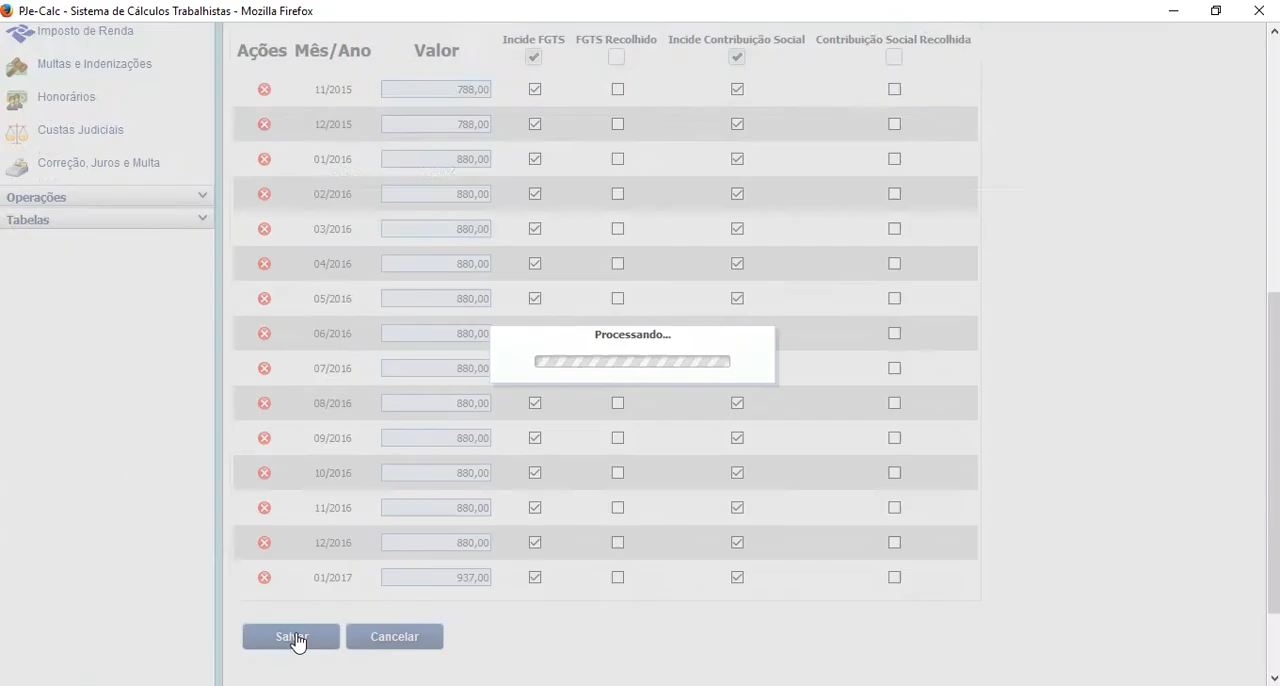 PJe-Calc - Sistema de Cálculos Trabalhistas - Mozilla Firefox
Imposto de Renda
Multas e Indenizações
Honorários
Custas Judiciais
Correção, Juros e Multa
Operações
Tabelas
Ações Mês/Ano Valor Incide FGTS FGTS Recolhido Incide Contribuição Social Contribuição Social Recolhida
11/2015 788,00
12/2015 788,00
01/2016 880,00
02/2016 880,00
03/2016 880,00
04/2016 880,00
05/2016 880,00
06/2016 880,00
Processando...
07/2016 880,00
08/2016 880,00
09/2016 880,00
10/2016 880,00
11/2016 880,00
12/2016 880,00
01/2017 937,00
Salvar Cancelar